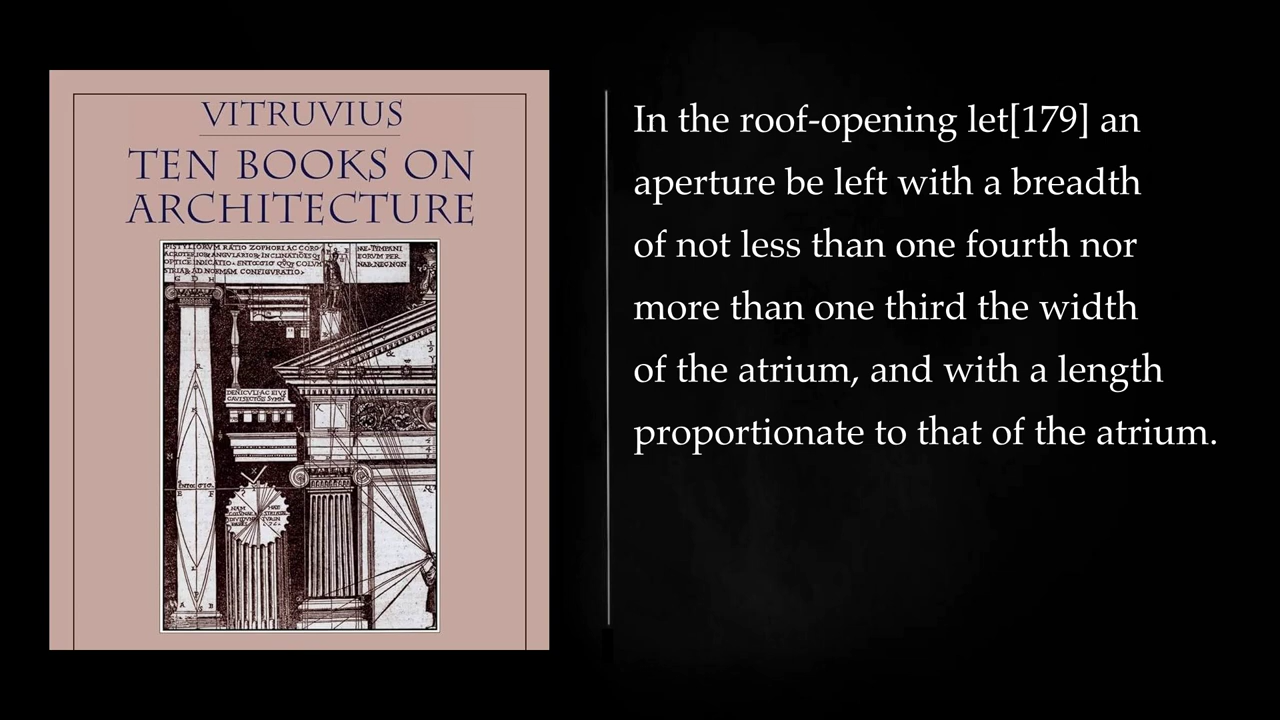 VITRUVIUS
TEN BOOKS ON
ARCHITECTURE
In the roof-opening let[179] an
aperture be left with a breadth
of not less than one fourth nor
more than one third the width
of the atrium, and with a length
proportionate to that of the atrium.